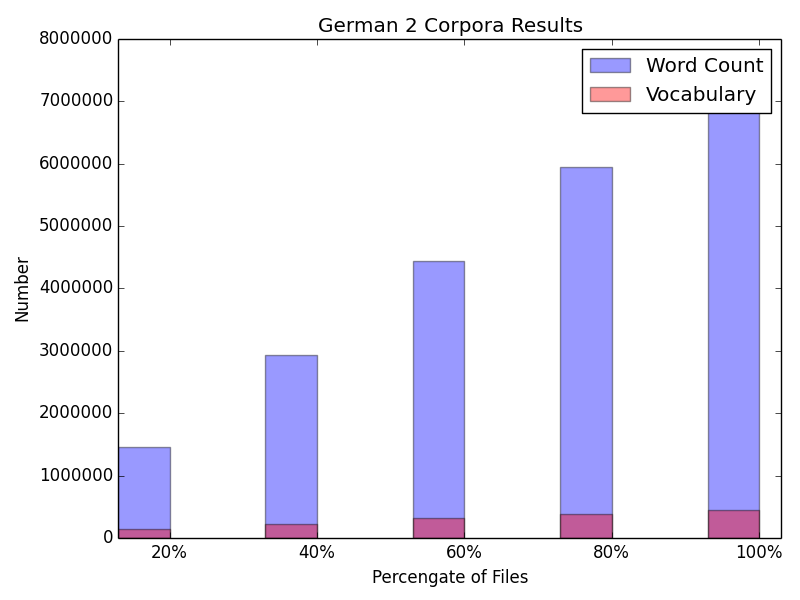 German 2 Corpora Results
8000000
7000000
6000000
5000000
4000000
3000000
2000000
1000000
0
Number
Word Count
Vocabulary
20% 40% 60% 80% 100%
Percengate of Files